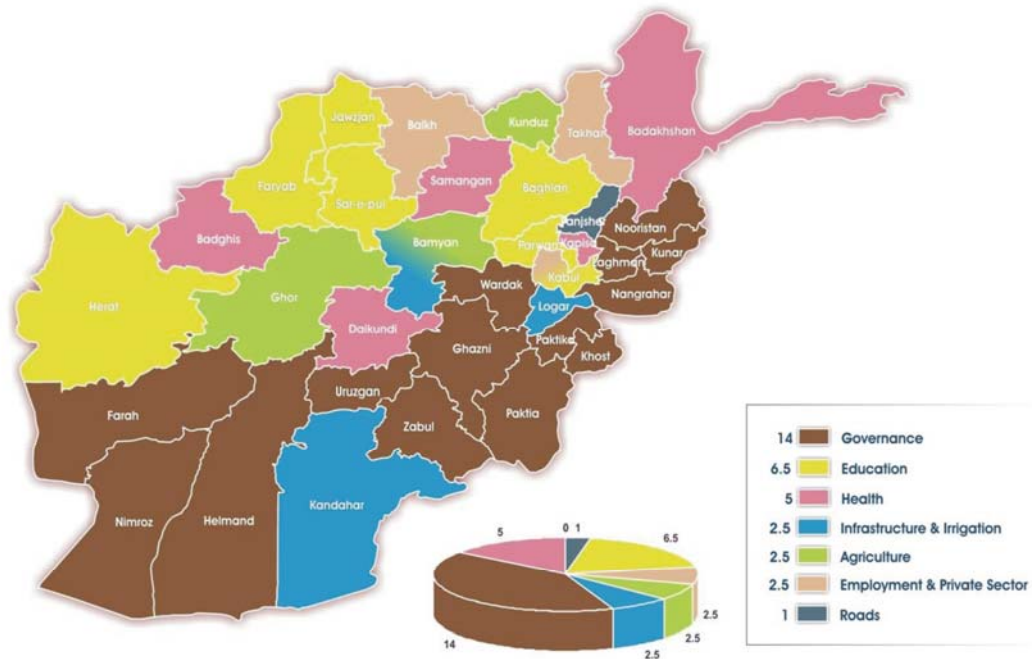 Jawzjan
Balkh
Kunduz
Takhar
Badakhshan
Faryab
Sar-e-pul
Samangan
Baghlan
Badghis
Panjsher
Nooristan
Bamyan
Parwan
Kapisa
Kunar
Laghman
Kabul
Herat
Ghor
Wardak
Nangrahar
Logar
Daikundi
Paktika
Khost
Ghazni
Uruzgan
Farah
Zabul
Paktia
Kandahar
Nimroz
Helmand
14 Governance
6.5 Education
5 Health
2.5 Infrastructure & Irrigation
2.5 Agriculture
2.5 Employment & Private Sector
1 Roads
5
0
1
6.5
2.5
2.5
2.5
14